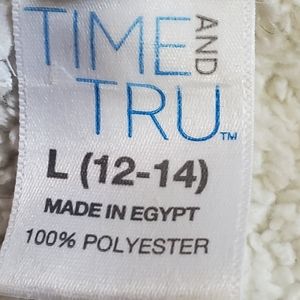 TIME AND
TRU™
L (12-14)
MADE IN EGYPT
100% POLYESTER